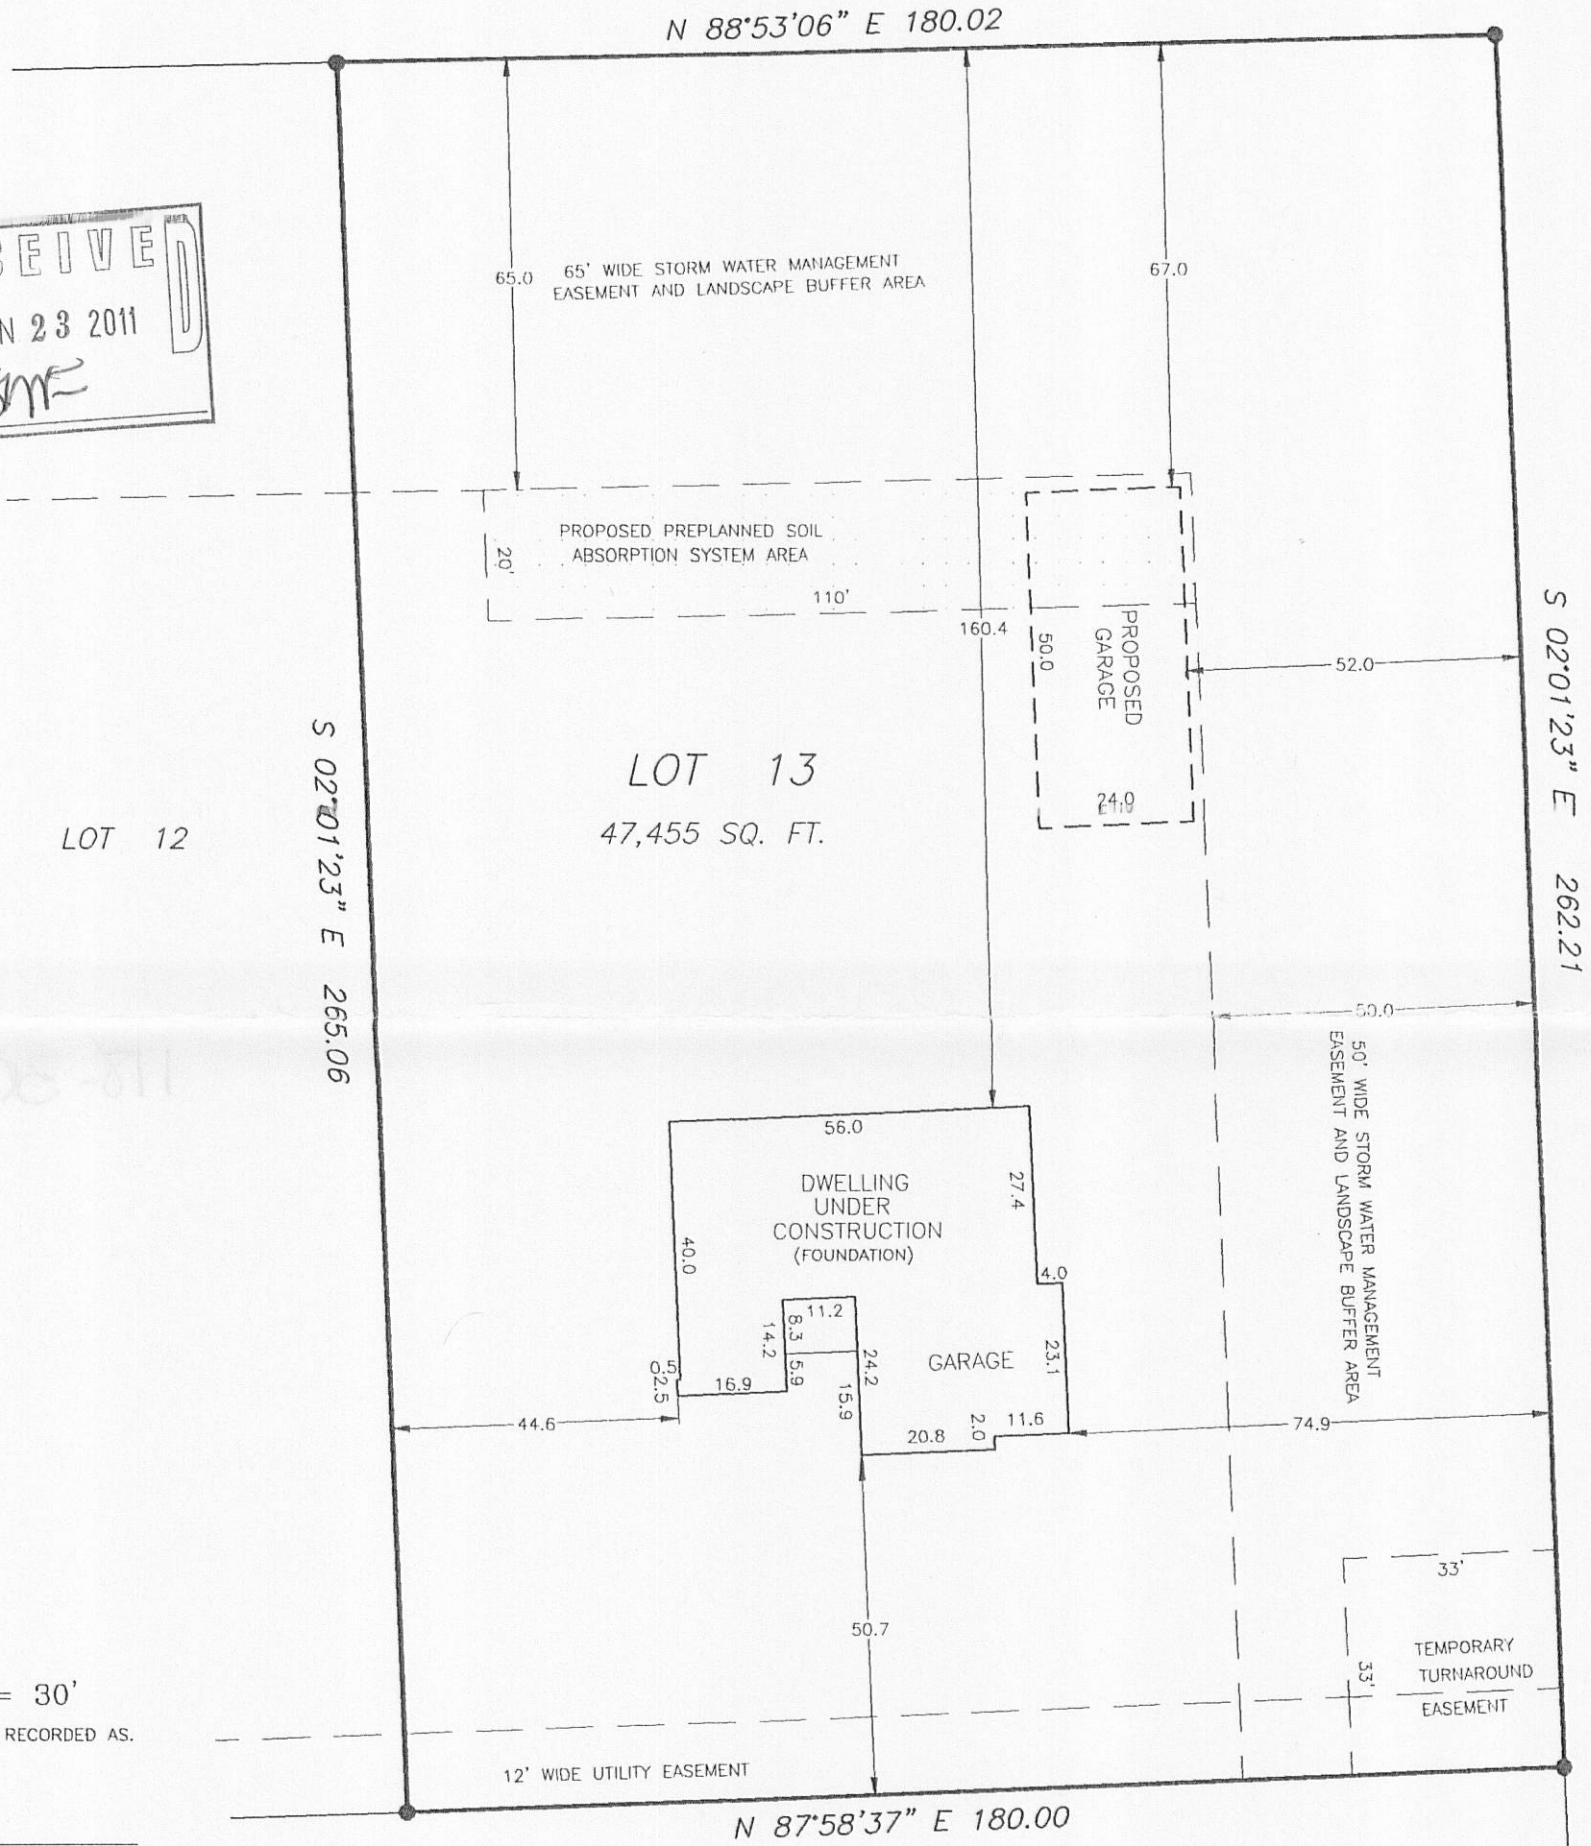 N 88°53'06" E 180.02
CEIVED
N 23 2011
65.0
65' WIDE STORM WATER MANAGEMENT
EASEMENT AND LANDSCAPE BUFFER AREA
67.0
PROPOSED PREPLANNED SOIL
ABSORPTION SYSTEM AREA
20'
110'
160.4
50.0
PROPOSED
GARAGE
24.0
52.0
S 02°01'23" E 262.21
LOT 12
S 02°01'23" E 265.06
LOT 13
47,455 SQ. FT.
50.0
50' WIDE STORM WATER MANAGEMENT
EASEMENT AND LANDSCAPE BUFFER AREA
56.0
DWELLING
UNDER
CONSTRUCTION
(FOUNDATION)
27.4
40.0
4.0
11.2
8.3
14.2
5.9
24.2
15.9
GARAGE
23.1
0.5
2.5
16.9
20.8
2.0
11.6
44.6
74.9
50.7
33'
33'
TEMPORARY
TURNAROUND
EASEMENT
= 30'
RECORDED AS.
12' WIDE UTILITY EASEMENT
N 87°58'37" E 180.00